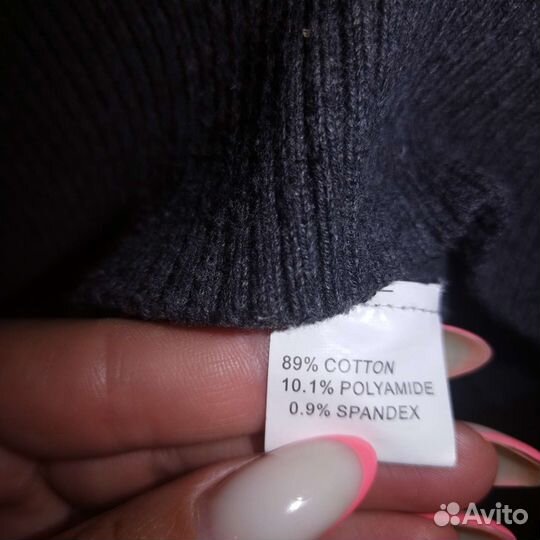 89% COTTON
10.1% POLYAMIDE
0.9% SPANDEX
Avito